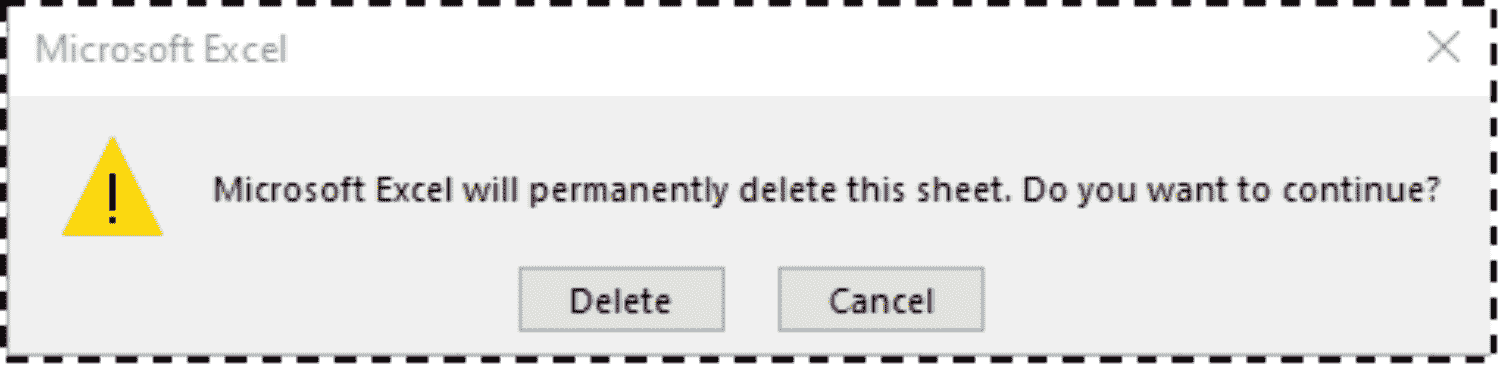 Microsoft Excel
Microsoft Excel will permanently delete this sheet. Do you want to continue?
Delete
Cancel